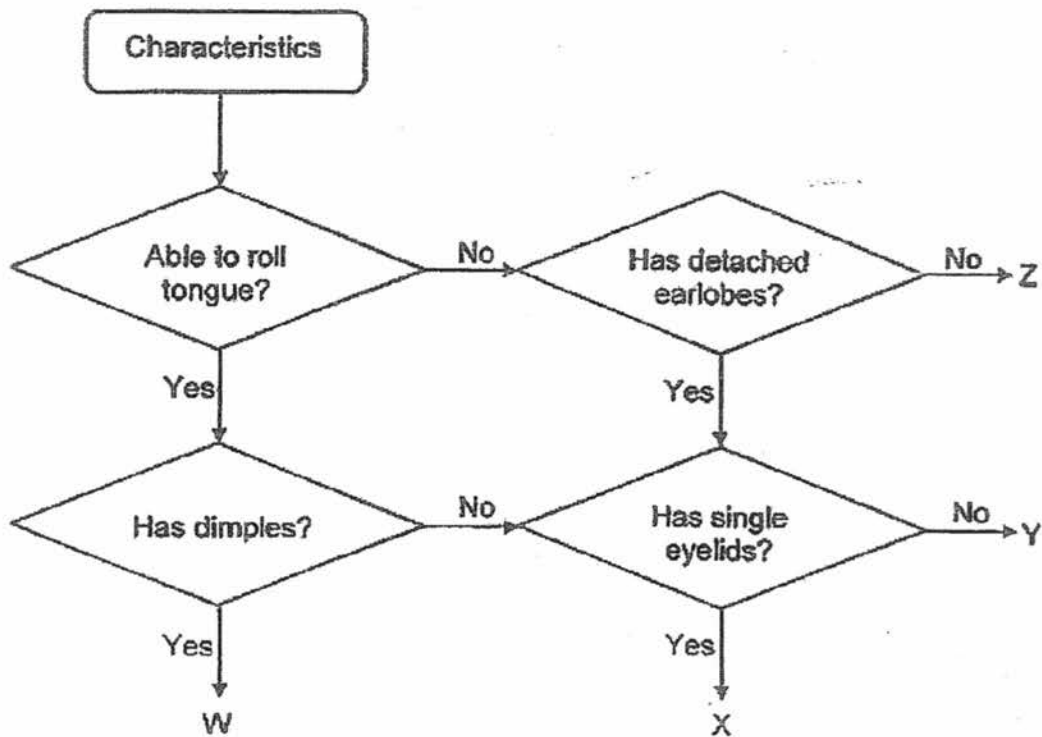 Characteristics
Able to roll
tongue?
No
Has detached
earlobes?
No
Z
Yes
Yes
Has dimples?
No
Has single
eyelids?
No
Y
Yes
Yes
W
X